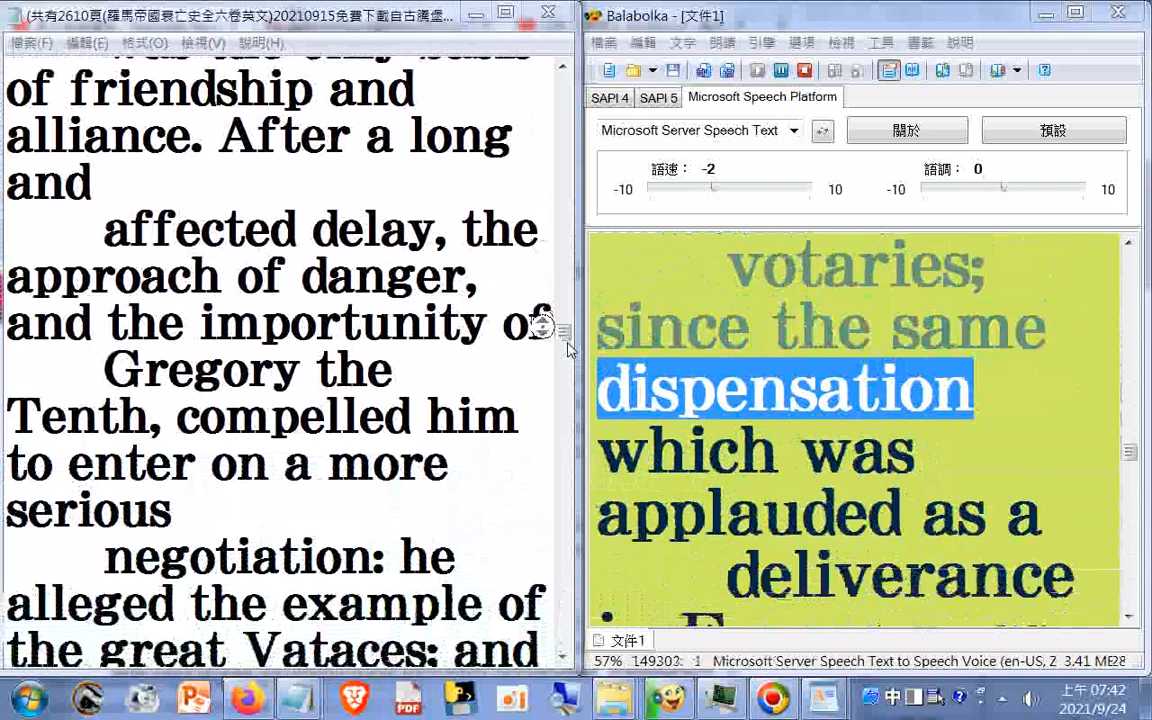 (共有2610頁(羅馬帝國衰亡史全六卷英文)20210915免費下載自古騰堡...
檔案(F) 編輯(E) 格式(O) 檢視(V) 說明(H)
of friendship and
alliance. After a long
and
affected delay, the
approach of danger,
and the importunity of
Gregory the
Tenth, compelled him
to enter on a more
serious
negotiation: he
alleged the example of
the great Vataces; and
Balabolka - [文件1]
檔案 編輯 文字 朗讀 引擎 選項 檢視 工具 書籤 說明
SAPI 4 SAPI 5 Microsoft Speech Platform
Microsoft Server Speech Text 關於 預設
語速： -2 語調： 0
-10 10 -10 10
votaries;
since the same
dispensation
which was
applauded as a
deliverance
文件1
57% 149302: 1 Microsoft Server Speech Text to Speech Voice (en-US, Z 3.41 ME28
中 上午 07:42
2021/9/24